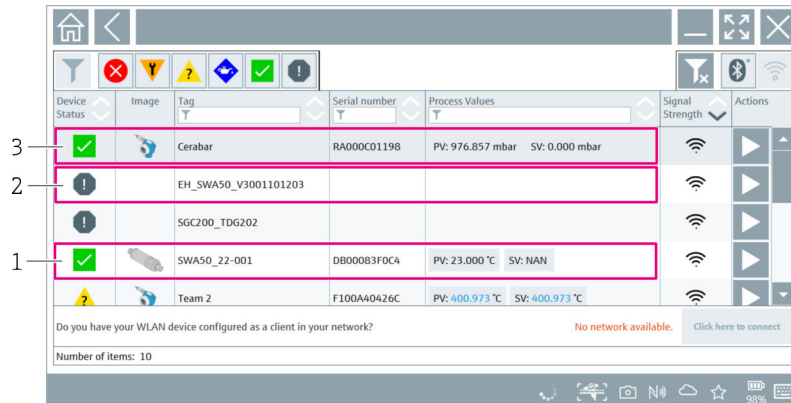 Device Status
Image
Tag
Serial number
Process Values
Signal Strength
Actions
3
Cerabar
RA000C01198
PV: 976.857 mbar
SV: 0.000 mbar
2
EH_SWA50_V3001101203
SGC200_TDG202
1
SWA50_22-001
DB00083F0C4
PV: 23.000 °C
SV: NAN
?
Team 2
F100A40426C
PV: 400.973 °C
SV: 400.973 °C
Do you have your WLAN device configured as a client in your network?
No network available.
Click here to connect
Number of items: 10
98%